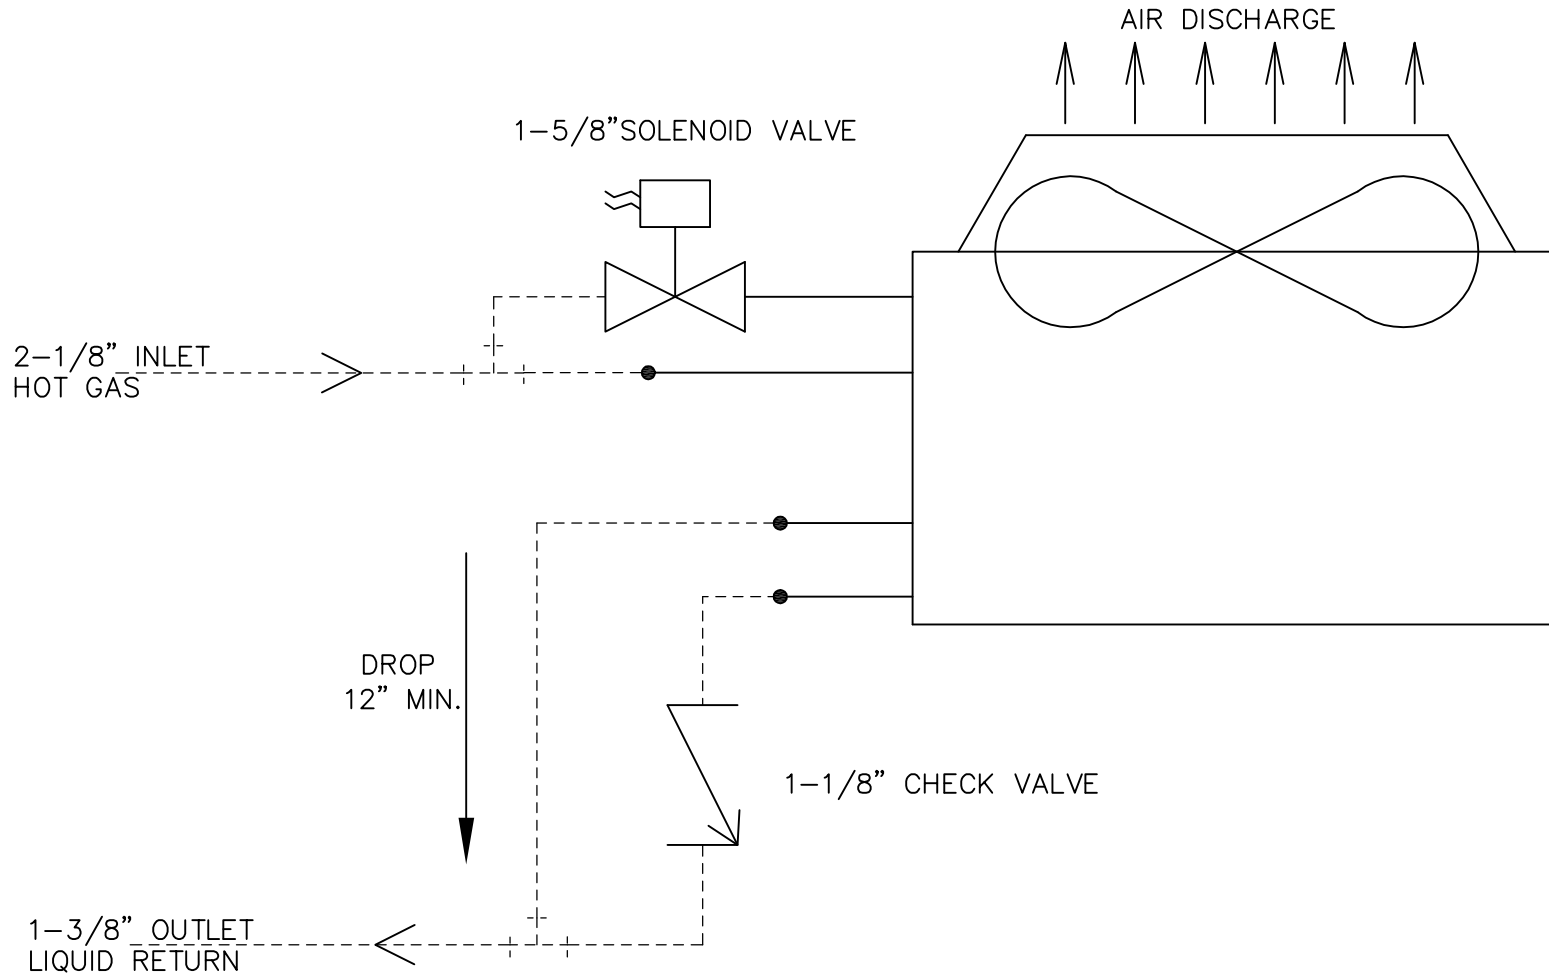 AIR DISCHARGE
1-5/8”SOLENOID VALVE
2-1/8” INLET
HOT GAS
DROP
12” MIN.
1-1/8” CHECK VALVE
1-3/8” OUTLET
LIQUID RETURN